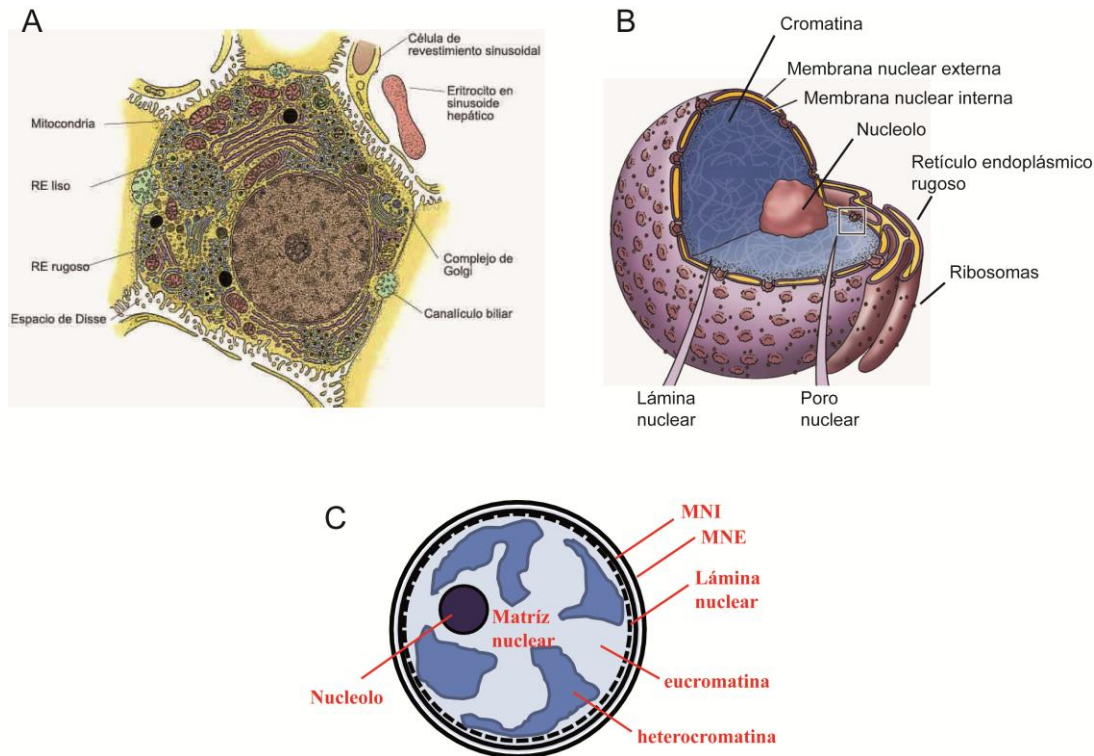 A
Célula de
revestimiento sinusoidal
Eritrocito en
sinusoide
hepático
Mitocondria
RE liso
RE rugoso
Espacio de Disse
Complejo de
Golgi
Canalículo biliar
B
Cromatina
Membrana nuclear externa
Membrana nuclear interna
Nucleolo
Retículo endoplásmico
rugoso
Ribosomas
Lámina
nuclear
Poro
nuclear
C
MNI
MNE
Lámina
nuclear
Matríz
nuclear
Nucleolo
eucromatina
heterocromatina